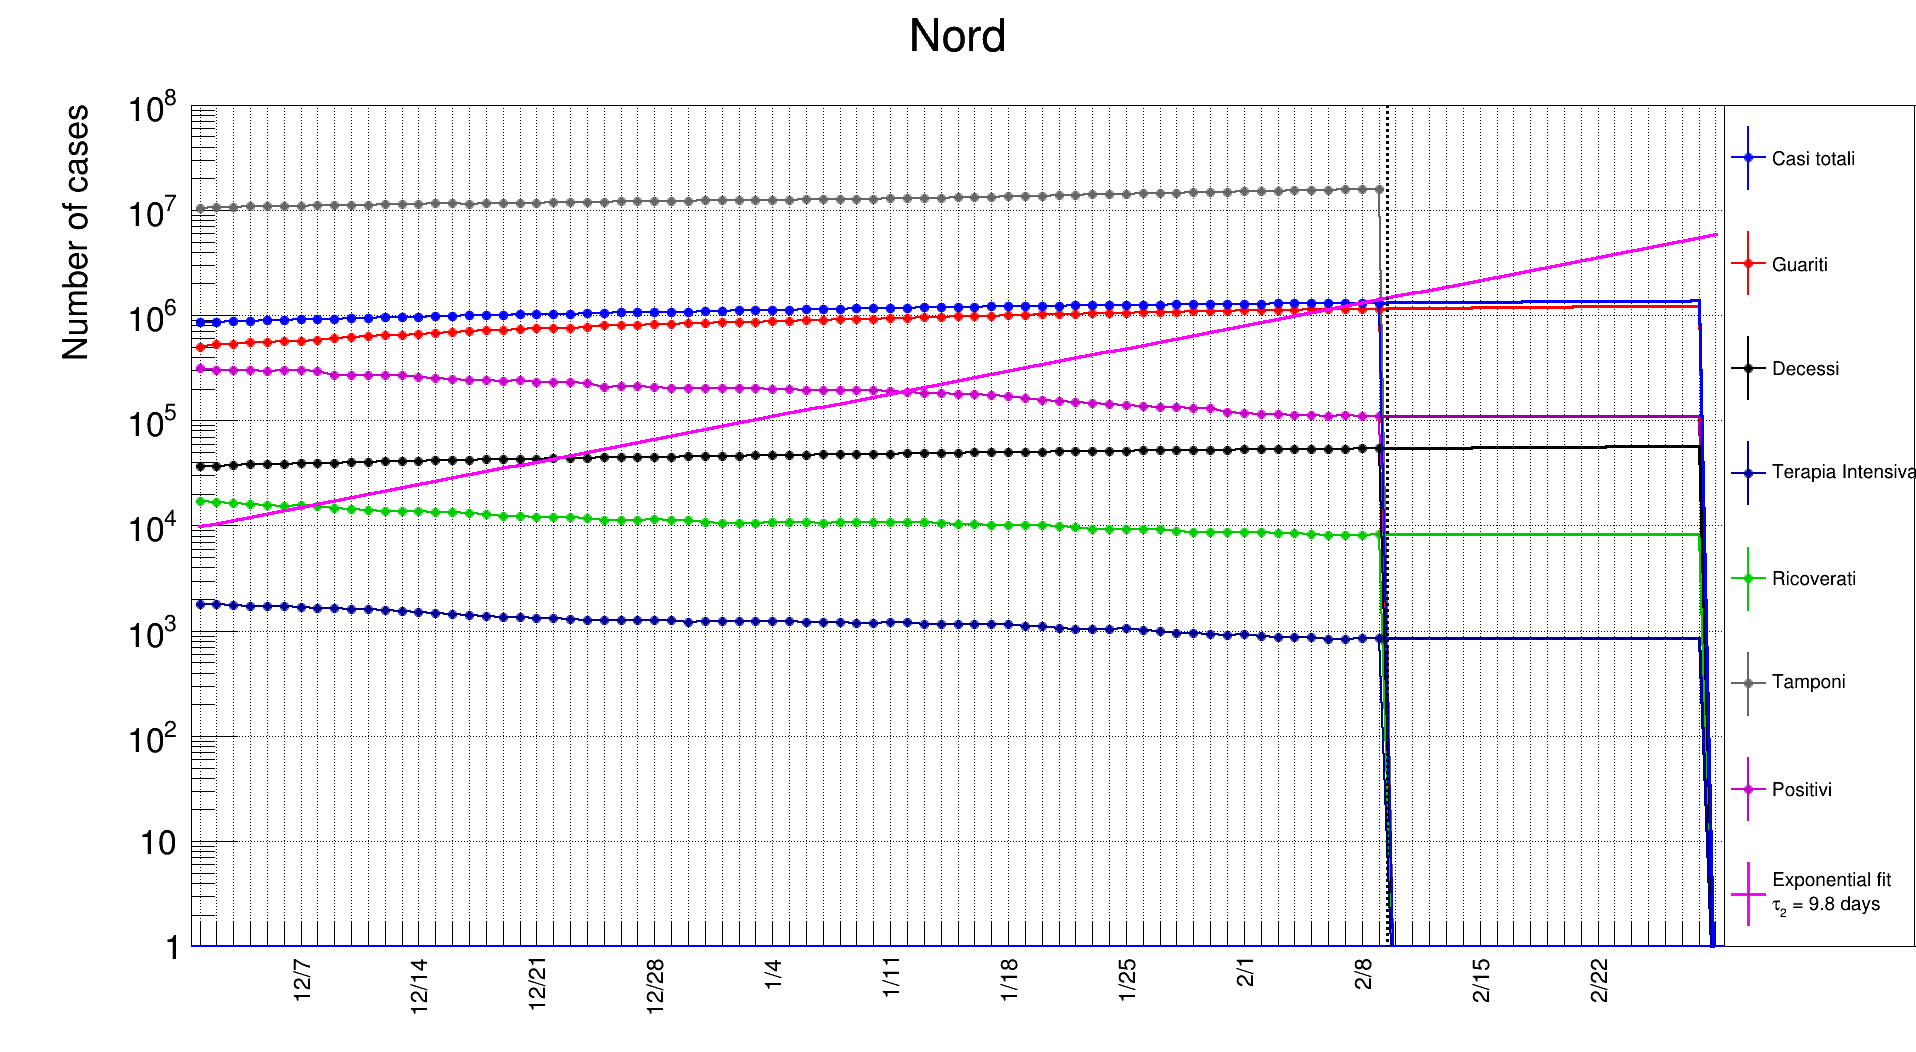 Nord
Number of cases
10^8
10^7
10^6
10^5
10^4
10^3
10^2
10
1
12/7
12/14
12/21
12/28
1/4
1/11
1/18
1/25
2/1
2/8
2/15
2/22
Casi totali
Guariti
Decessi
Terapia Intensiva
Ricoverati
Tamponi
Positivi
Exponential fit
τ₂ = 9.8 days